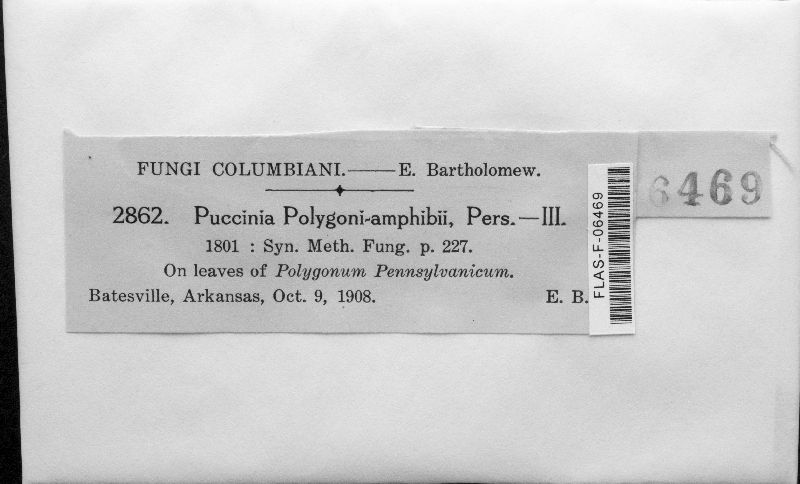 FUNGI COLUMBIANI.——E. Bartholomew.
2862. Puccinia Polygoni-amphibii, Pers.—III.
1801 : Syn. Meth. Fung. p. 227.
On leaves of Polygonum Pennsylvanicum.
Batesville, Arkansas, Oct. 9, 1908. E. B.
FLAS-F-06469
6469